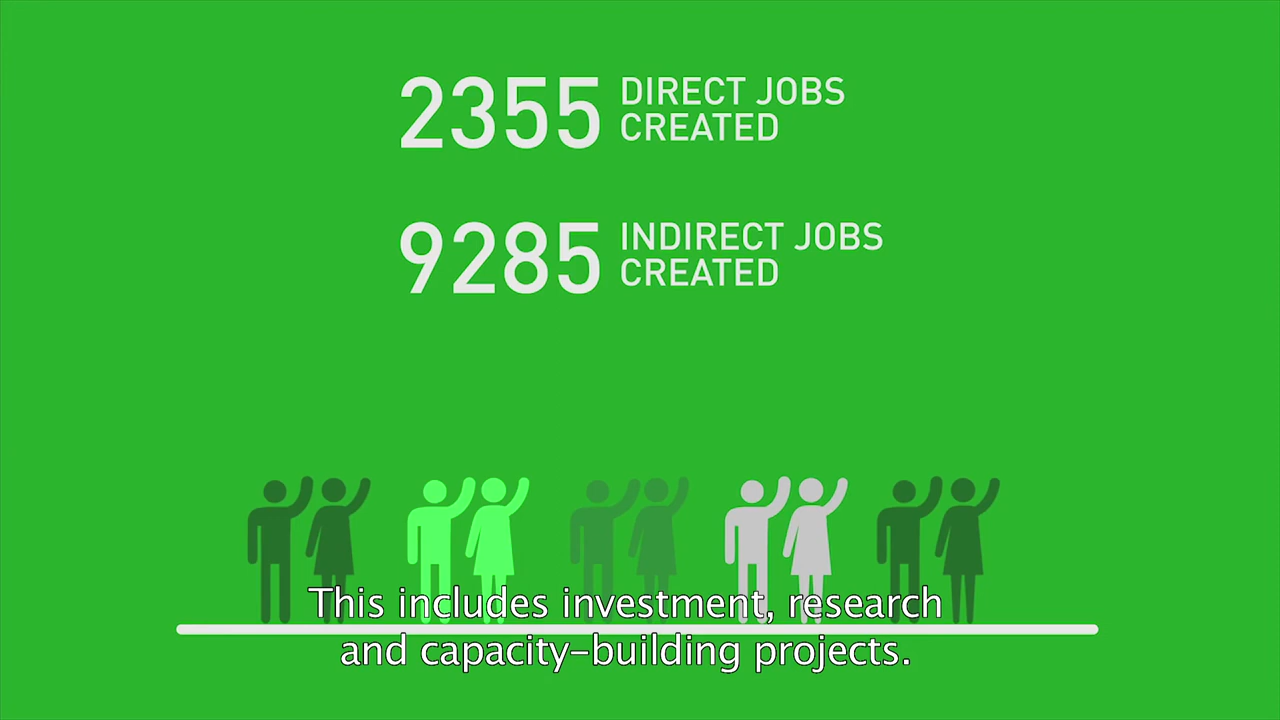 2355 DIRECT JOBS
CREATED
9285 INDIRECT JOBS
CREATED
This includes investment, research
and capacity-building projects.